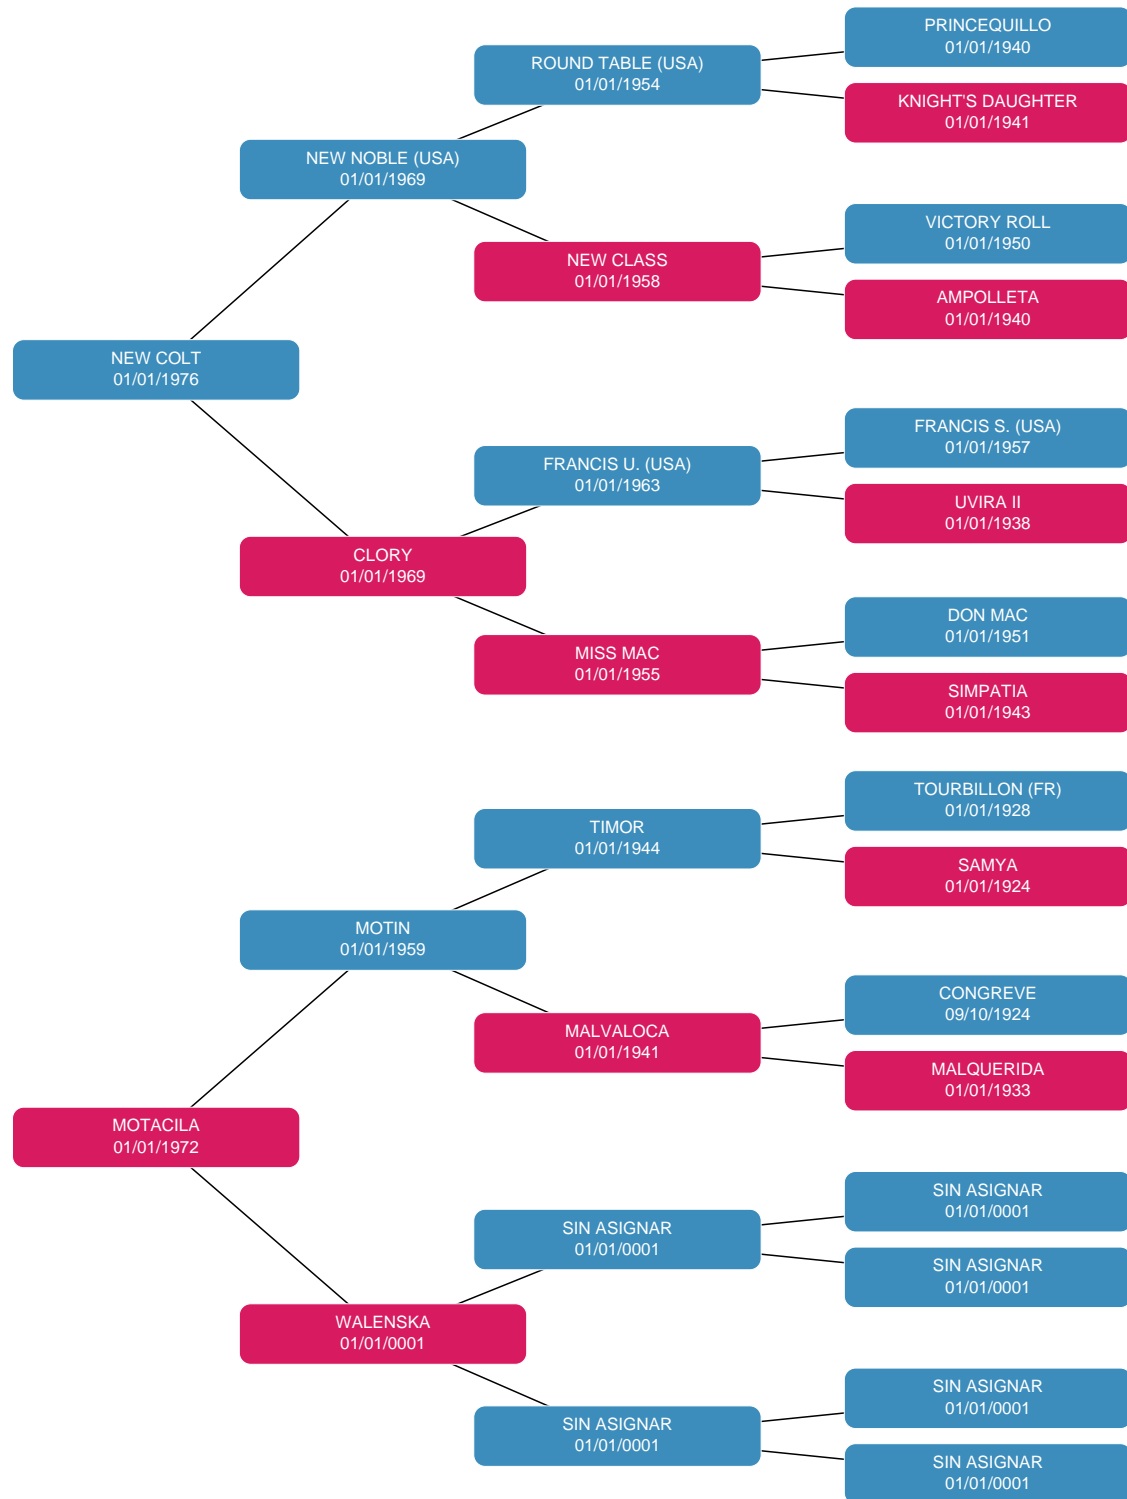 PRINCEQUILLO
01/01/1940
ROUND TABLE (USA)
01/01/1954
KNIGHT'S DAUGHTER
01/01/1941
NEW NOBLE (USA)
01/01/1969
VICTORY ROLL
01/01/1950
NEW CLASS
01/01/1958
AMPOLLETA
01/01/1940
NEW COLT
01/01/1976
FRANCIS S. (USA)
01/01/1957
FRANCIS U. (USA)
01/01/1963
UVIRA II
01/01/1938
CLORY
01/01/1969
DON MAC
01/01/1951
MISS MAC
01/01/1955
SIMPATIA
01/01/1943
TOURBILLON (FR)
01/01/1928
TIMOR
01/01/1944
SAMYA
01/01/1924
MOTIN
01/01/1959
CONGREVE
09/10/1924
MALVALOCA
01/01/1941
MALQUERIDA
01/01/1933
MOTACILA
01/01/1972
SIN ASIGNAR
01/01/0001
SIN ASIGNAR
01/01/0001
SIN ASIGNAR
01/01/0001
WALENSKA
01/01/0001
SIN ASIGNAR
01/01/0001
SIN ASIGNAR
01/01/0001
SIN ASIGNAR
01/01/0001